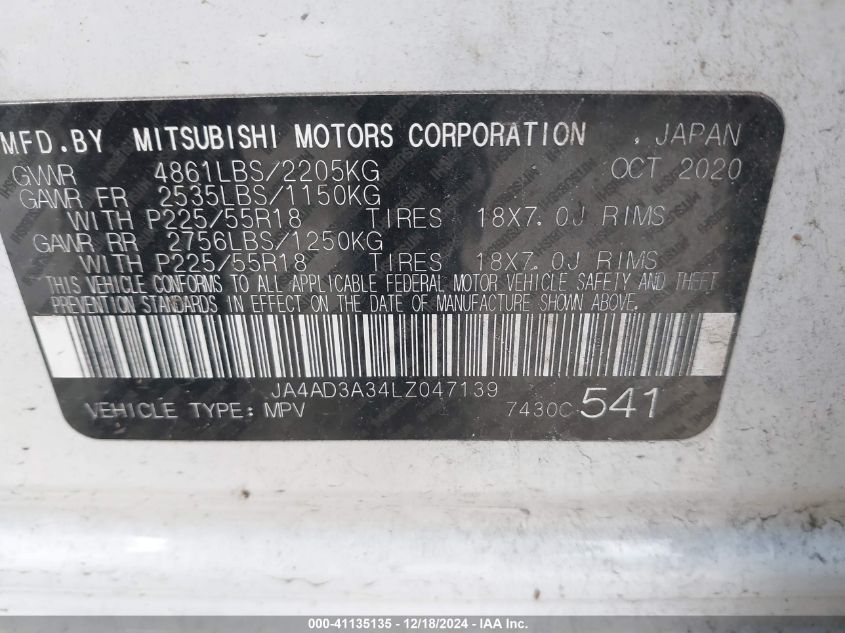 MFD.BY MITSUBISHI MOTORS CORPORATION , JAPAN
GVWR 4861LBS/2205KG OCT 2020
GAWR FR 2535LBS/1150KG
WITH P225/55R18 TIRES 18X7.0J RIMS
GAWR RR 2756LBS/1250KG
WITH P225/55R18 TIRES 18X7.0J RIMS
THIS VEHICLE CONFORMS TO ALL APPLICABLE FEDERAL MOTOR VEHICLE SAFETY AND THEFT
PREVENTION STANDARDS IN EFFECT ON THE DATE OF MANUFACTURE SHOWN ABOVE.
JA4AD3A34LZ047139
VEHICLE TYPE: MPV 7430C 541
000-41135135 - 12/18/2024 - IAA Inc.